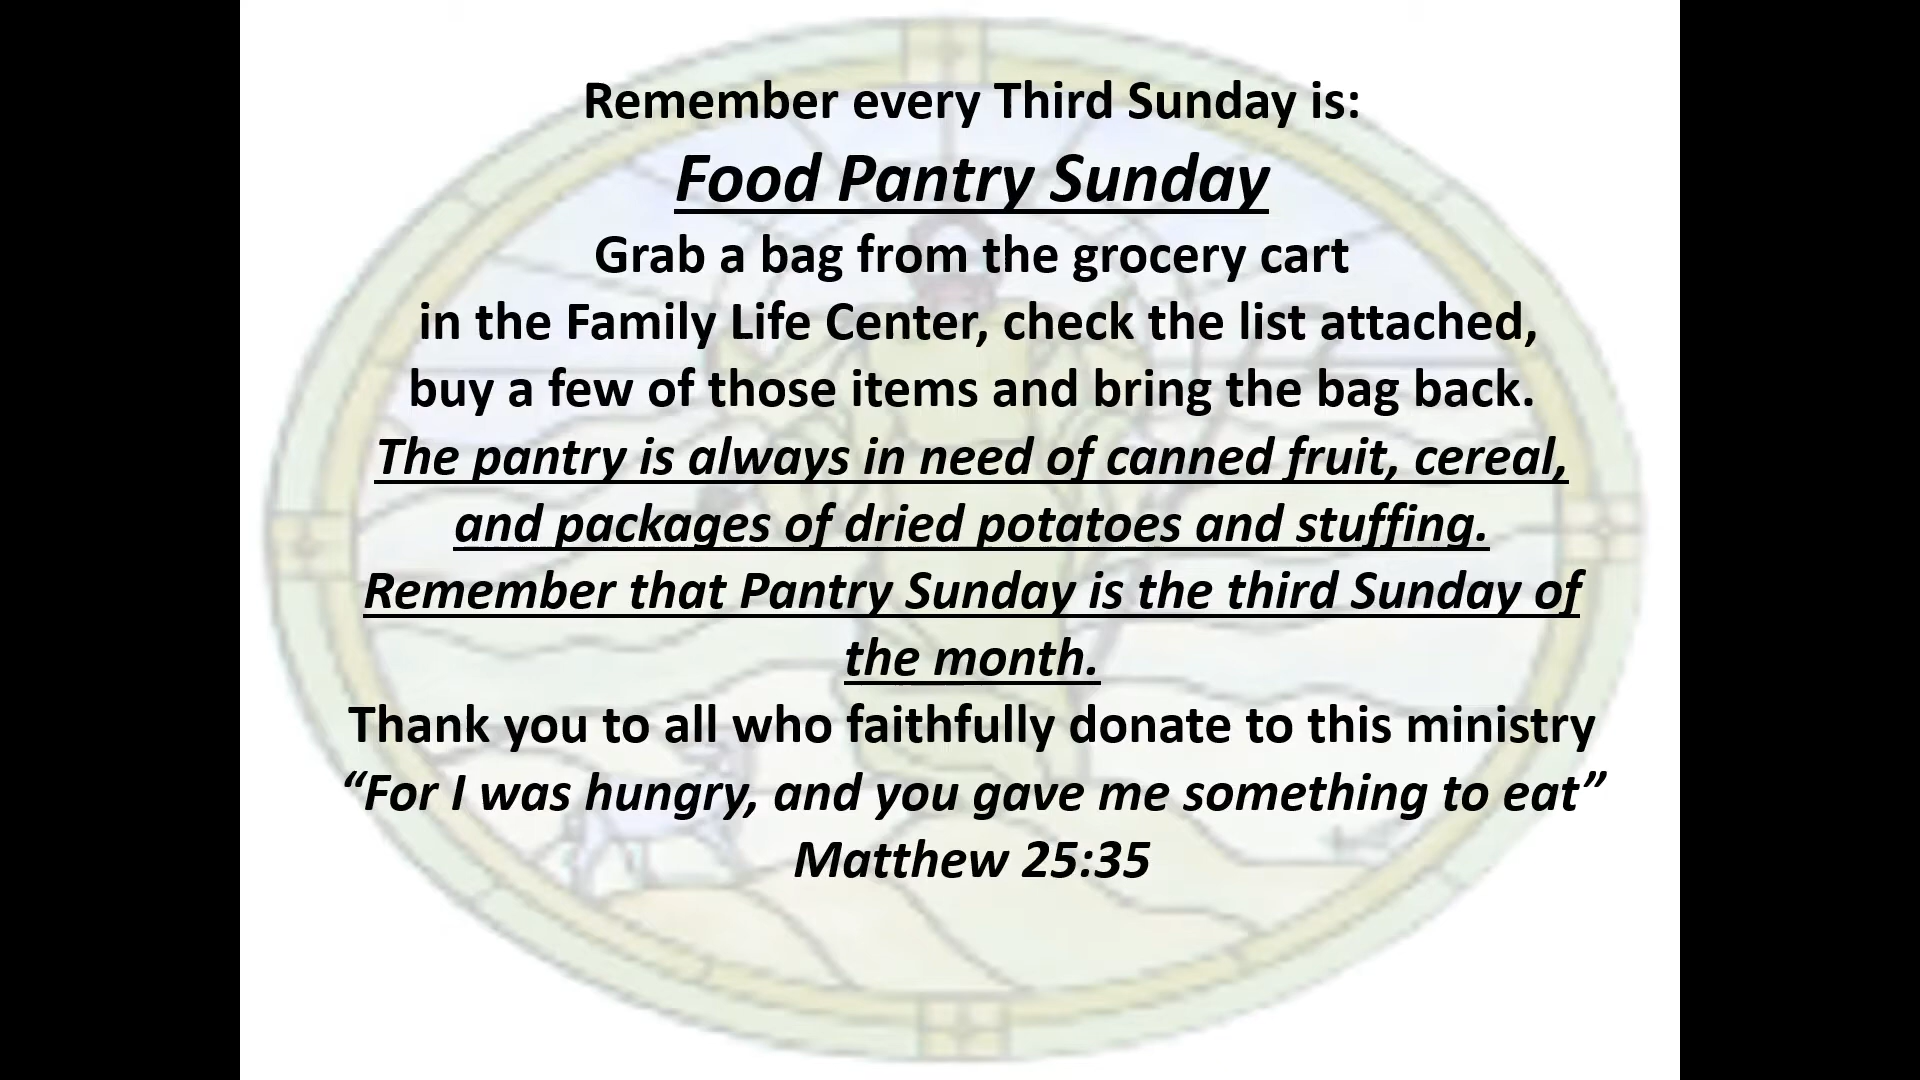 Remember every Third Sunday is:
Food Pantry Sunday
Grab a bag from the grocery cart
in the Family Life Center, check the list attached,
buy a few of those items and bring the bag back.
The pantry is always in need of canned fruit, cereal,
and packages of dried potatoes and stuffing.
Remember that Pantry Sunday is the third Sunday of
the month.
Thank you to all who faithfully donate to this ministry
“For I was hungry, and you gave me something to eat”
Matthew 25:35